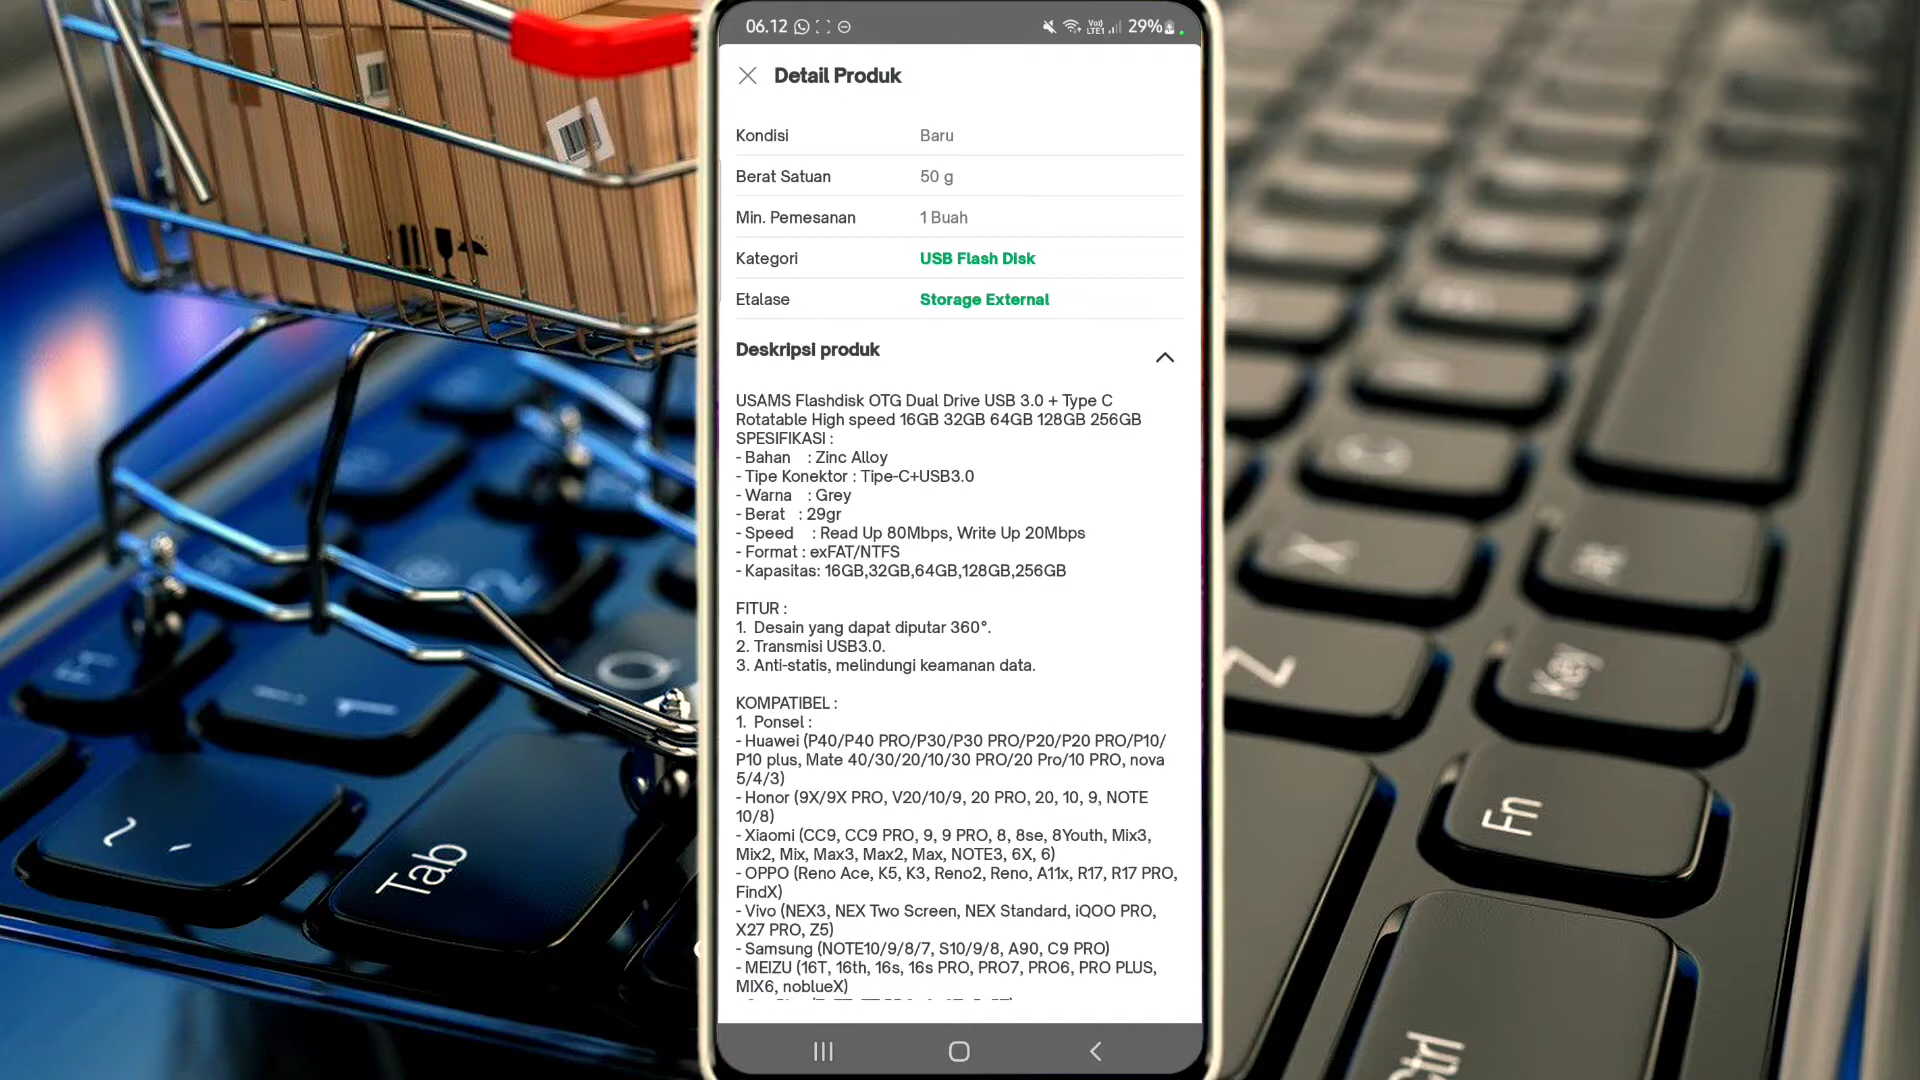 06.12
Vo))
LTE1
29%
Detail Produk
Kondisi Baru
Berat Satuan 50 g
Min. Pemesanan 1 Buah
Kategori USB Flash Disk
Etalase Storage External
Deskripsi produk
USAMS Flashdisk OTG Dual Drive USB 3.0 + Type C
Rotatable High speed 16GB 32GB 64GB 128GB 256GB
SPESIFIKASI :
- Bahan : Zinc Alloy
- Tipe Konektor : Tipe-C+USB3.0
- Warna : Grey
- Berat : 29gr
- Speed : Read Up 80Mbps, Write Up 20Mbps
- Format : exFAT/NTFS
- Kapasitas: 16GB,32GB,64GB,128GB,256GB
FITUR :
1. Desain yang dapat diputar 360°.
2. Transmisi USB3.0.
3. Anti-statis, melindungi keamanan data.
KOMPATIBEL :
1. Ponsel :
- Huawei (P40/P40 PRO/P30/P30 PRO/P20/P20 PRO/P10/
P10 plus, Mate 40/30/20/10/30 PRO/20 Pro/10 PRO, nova
5/4/3)
- Honor (9X/9X PRO, V20/10/9, 20 PRO, 20, 10, 9, NOTE
10/8)
- Xiaomi (CC9, CC9 PRO, 9, 9 PRO, 8, 8se, 8Youth, Mix3,
Mix2, Mix, Max3, Max2, Max, NOTE3, 6X, 6)
- OPPO (Reno Ace, K5, K3, Reno2, Reno, A11x, R17, R17 PRO,
FindX)
- Vivo (NEX3, NEX Two Screen, NEX Standard, iQOO PRO,
X27 PRO, Z5)
- Samsung (NOTE10/9/8/7, S10/9/8, A90, C9 PRO)
- MEIZU (16T, 16th, 16s, 16s PRO, PRO7, PRO6, PRO PLUS,
MIX6, noblueX)
Tab
Q
C
X
Z
Key
Fn
Ctrl